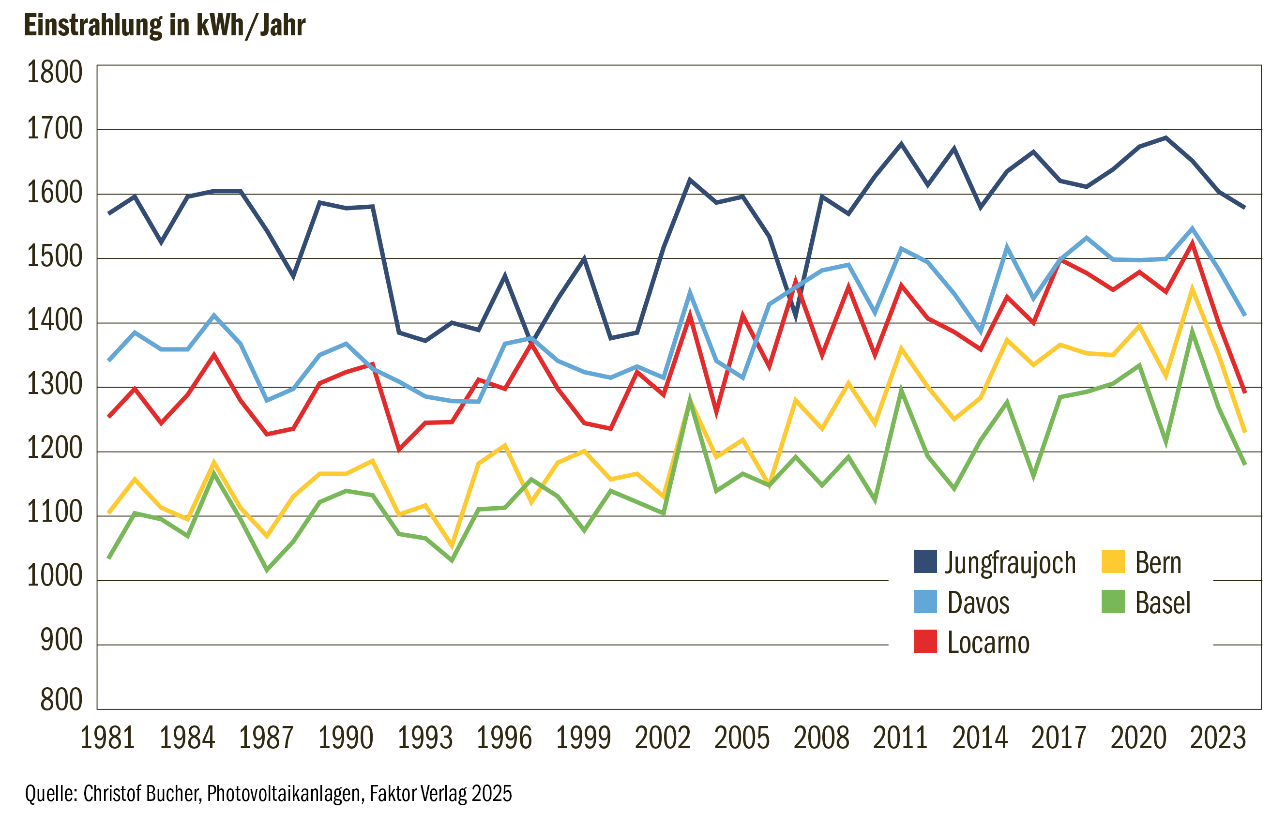 Einstrahlung in kWh/Jahr
1800
1700
1600
1500
1400
1300
1200
1100
1000
900
800
Jungfraujoch
Bern
Davos
Basel
Locarno
1981 1984 1987 1990 1993 1996 1999 2002 2005 2008 2011 2014 2017 2020 2023
Quelle: Christof Bucher, Photovoltaikanlagen, Faktor Verlag 2025